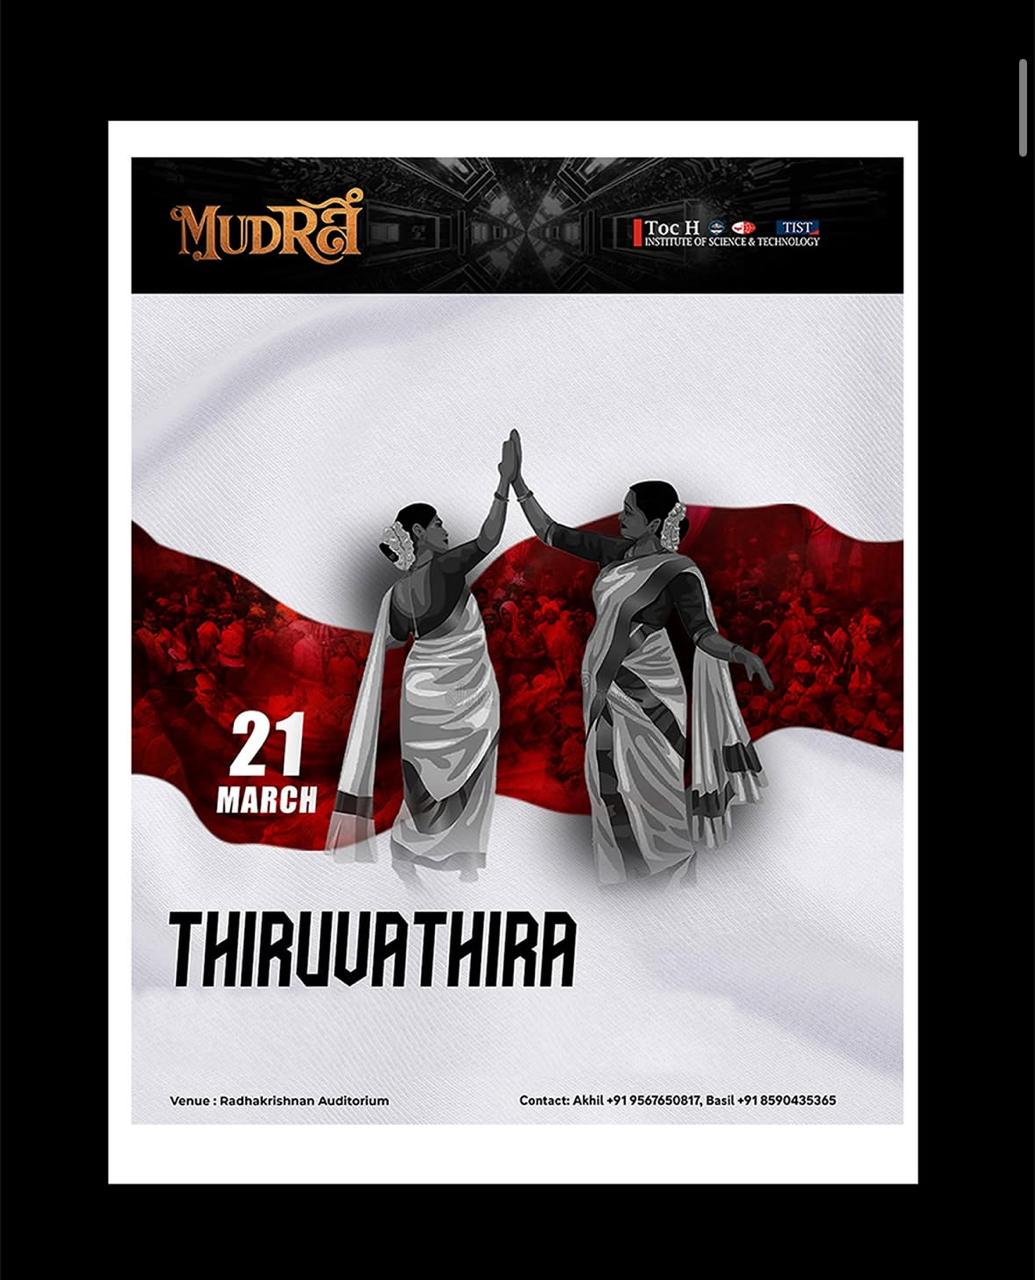 MUDRA
Toc H TIST
INSTITUTE OF SCIENCE & TECHNOLOGY
21
MARCH
THIRUVATHIRA
Venue : Radhakrishnan Auditorium
Contact: Akhil +91 9567650817, Basil +91 8590435365